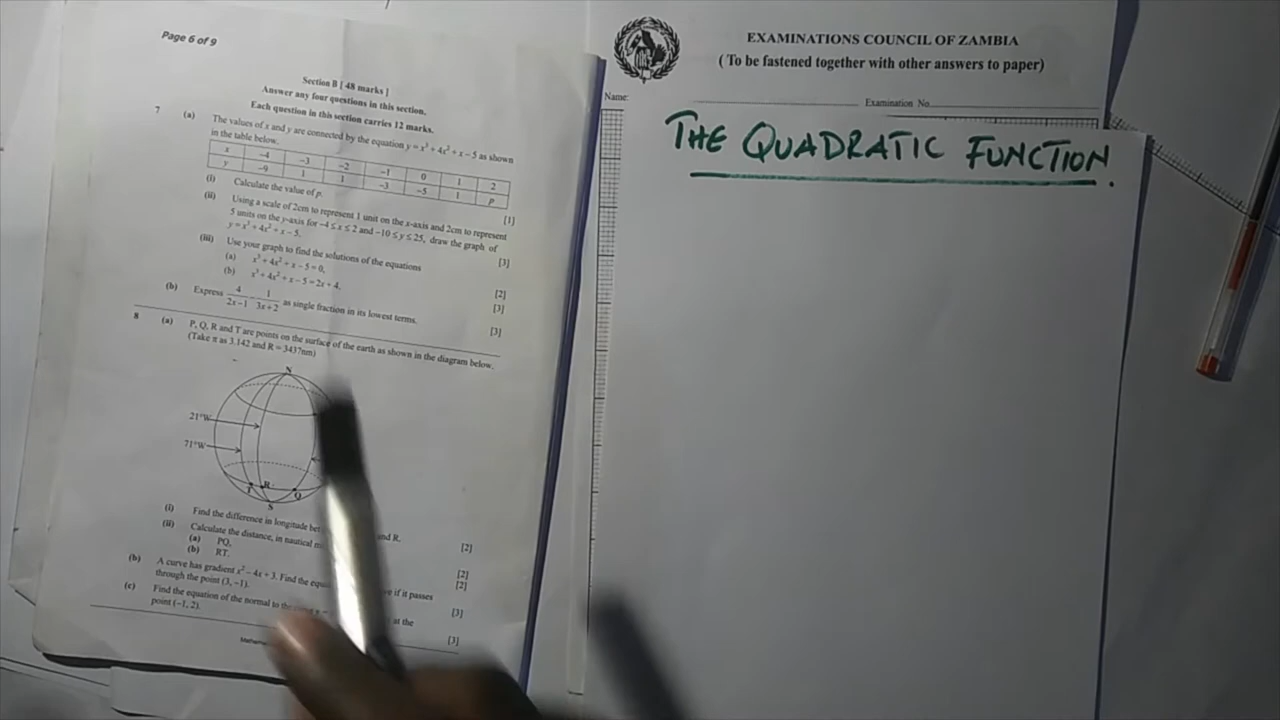 Page 6 of 9
Section B [ 48 marks ]
Answer any four questions in this section.
Each question in this section carries 12 marks.
7 (a) The values of x and y are connected by the equation y = x³ + 4x² + x − 5 as shown
in the table below.
x −4 −3 −2 −1 0 1 2
y −9 1 1 −3 −5 1 p
(i) Calculate the value of p. [1]
(ii) Using a scale of 2cm to represent 1 unit on the x-axis and 2cm to represent
5 units on the y-axis for −4 ≤ x ≤ 2 and −10 ≤ y ≤ 25, draw the graph of
y = x³ + 4x² + x − 5. [3]
(iii) Use your graph to find the solutions of the equations
(a) x³ + 4x² + x − 5 = 0, [2]
(b) x³ + 4x² + x − 5 = 2x + 4. [3]
(b) Express 4/(2x−1) − 1/(3x+2) as single fraction in its lowest terms. [3]
8 (a) P, Q, R and T are points on the surface of the earth as shown in the diagram below.
(Take π as 3.142 and R = 3437nm)
N
21°W
71°W
R
Q
S
(i) Find the difference in longitude and R. [2]
(ii) Calculate the distance, in nautical
(a) PQ, [2]
(b) RT. [2]
(b) A curve has gradient x² − 4x + 3. Find the if it passes
through the point (3, −1). [3]
(c) Find the equation of the normal to the at the
point (−1, 2). [3]
EXAMINATIONS COUNCIL OF ZAMBIA
( To be fastened together with other answers to paper)
Name: Examination No
THE QUADRATIC FUNCTION.